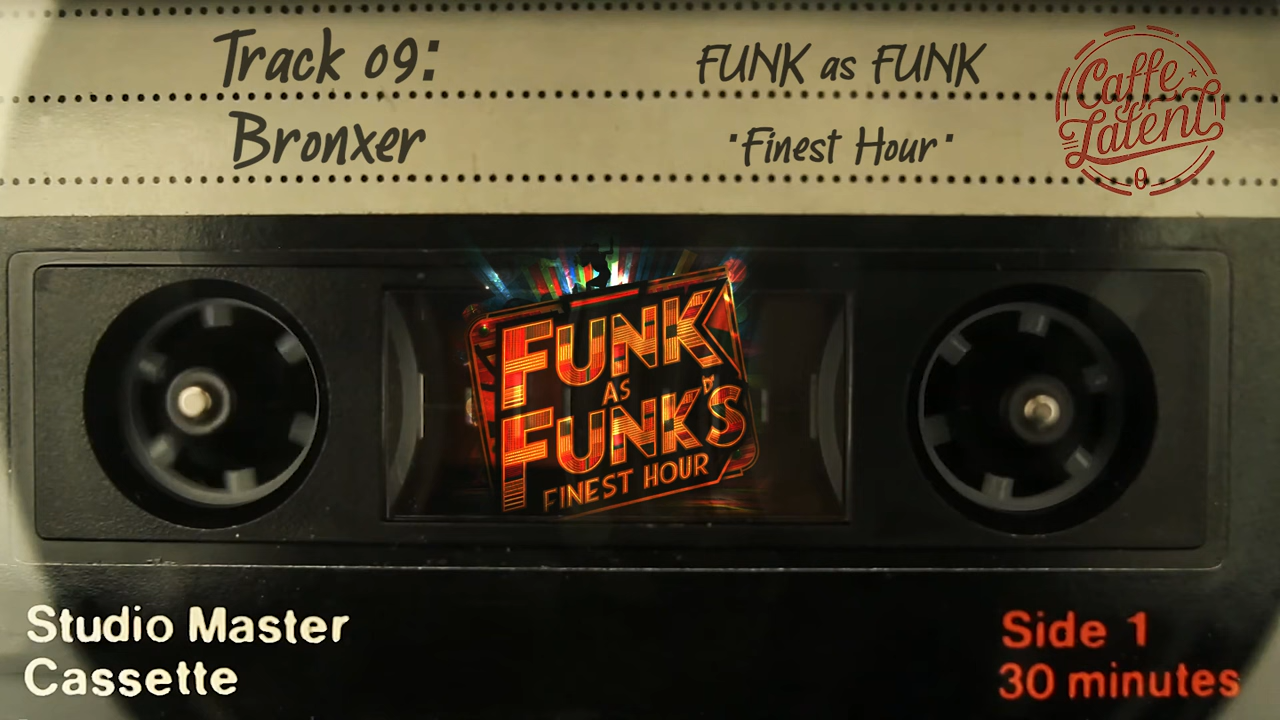 Track 09:
Bronxer
FUNK as FUNK
"Finest Hour"
Caffe
Latent
FUNK
AS
FUNK'S
FINEST HOUR
Studio Master
Cassette
Side 1
30 minutes